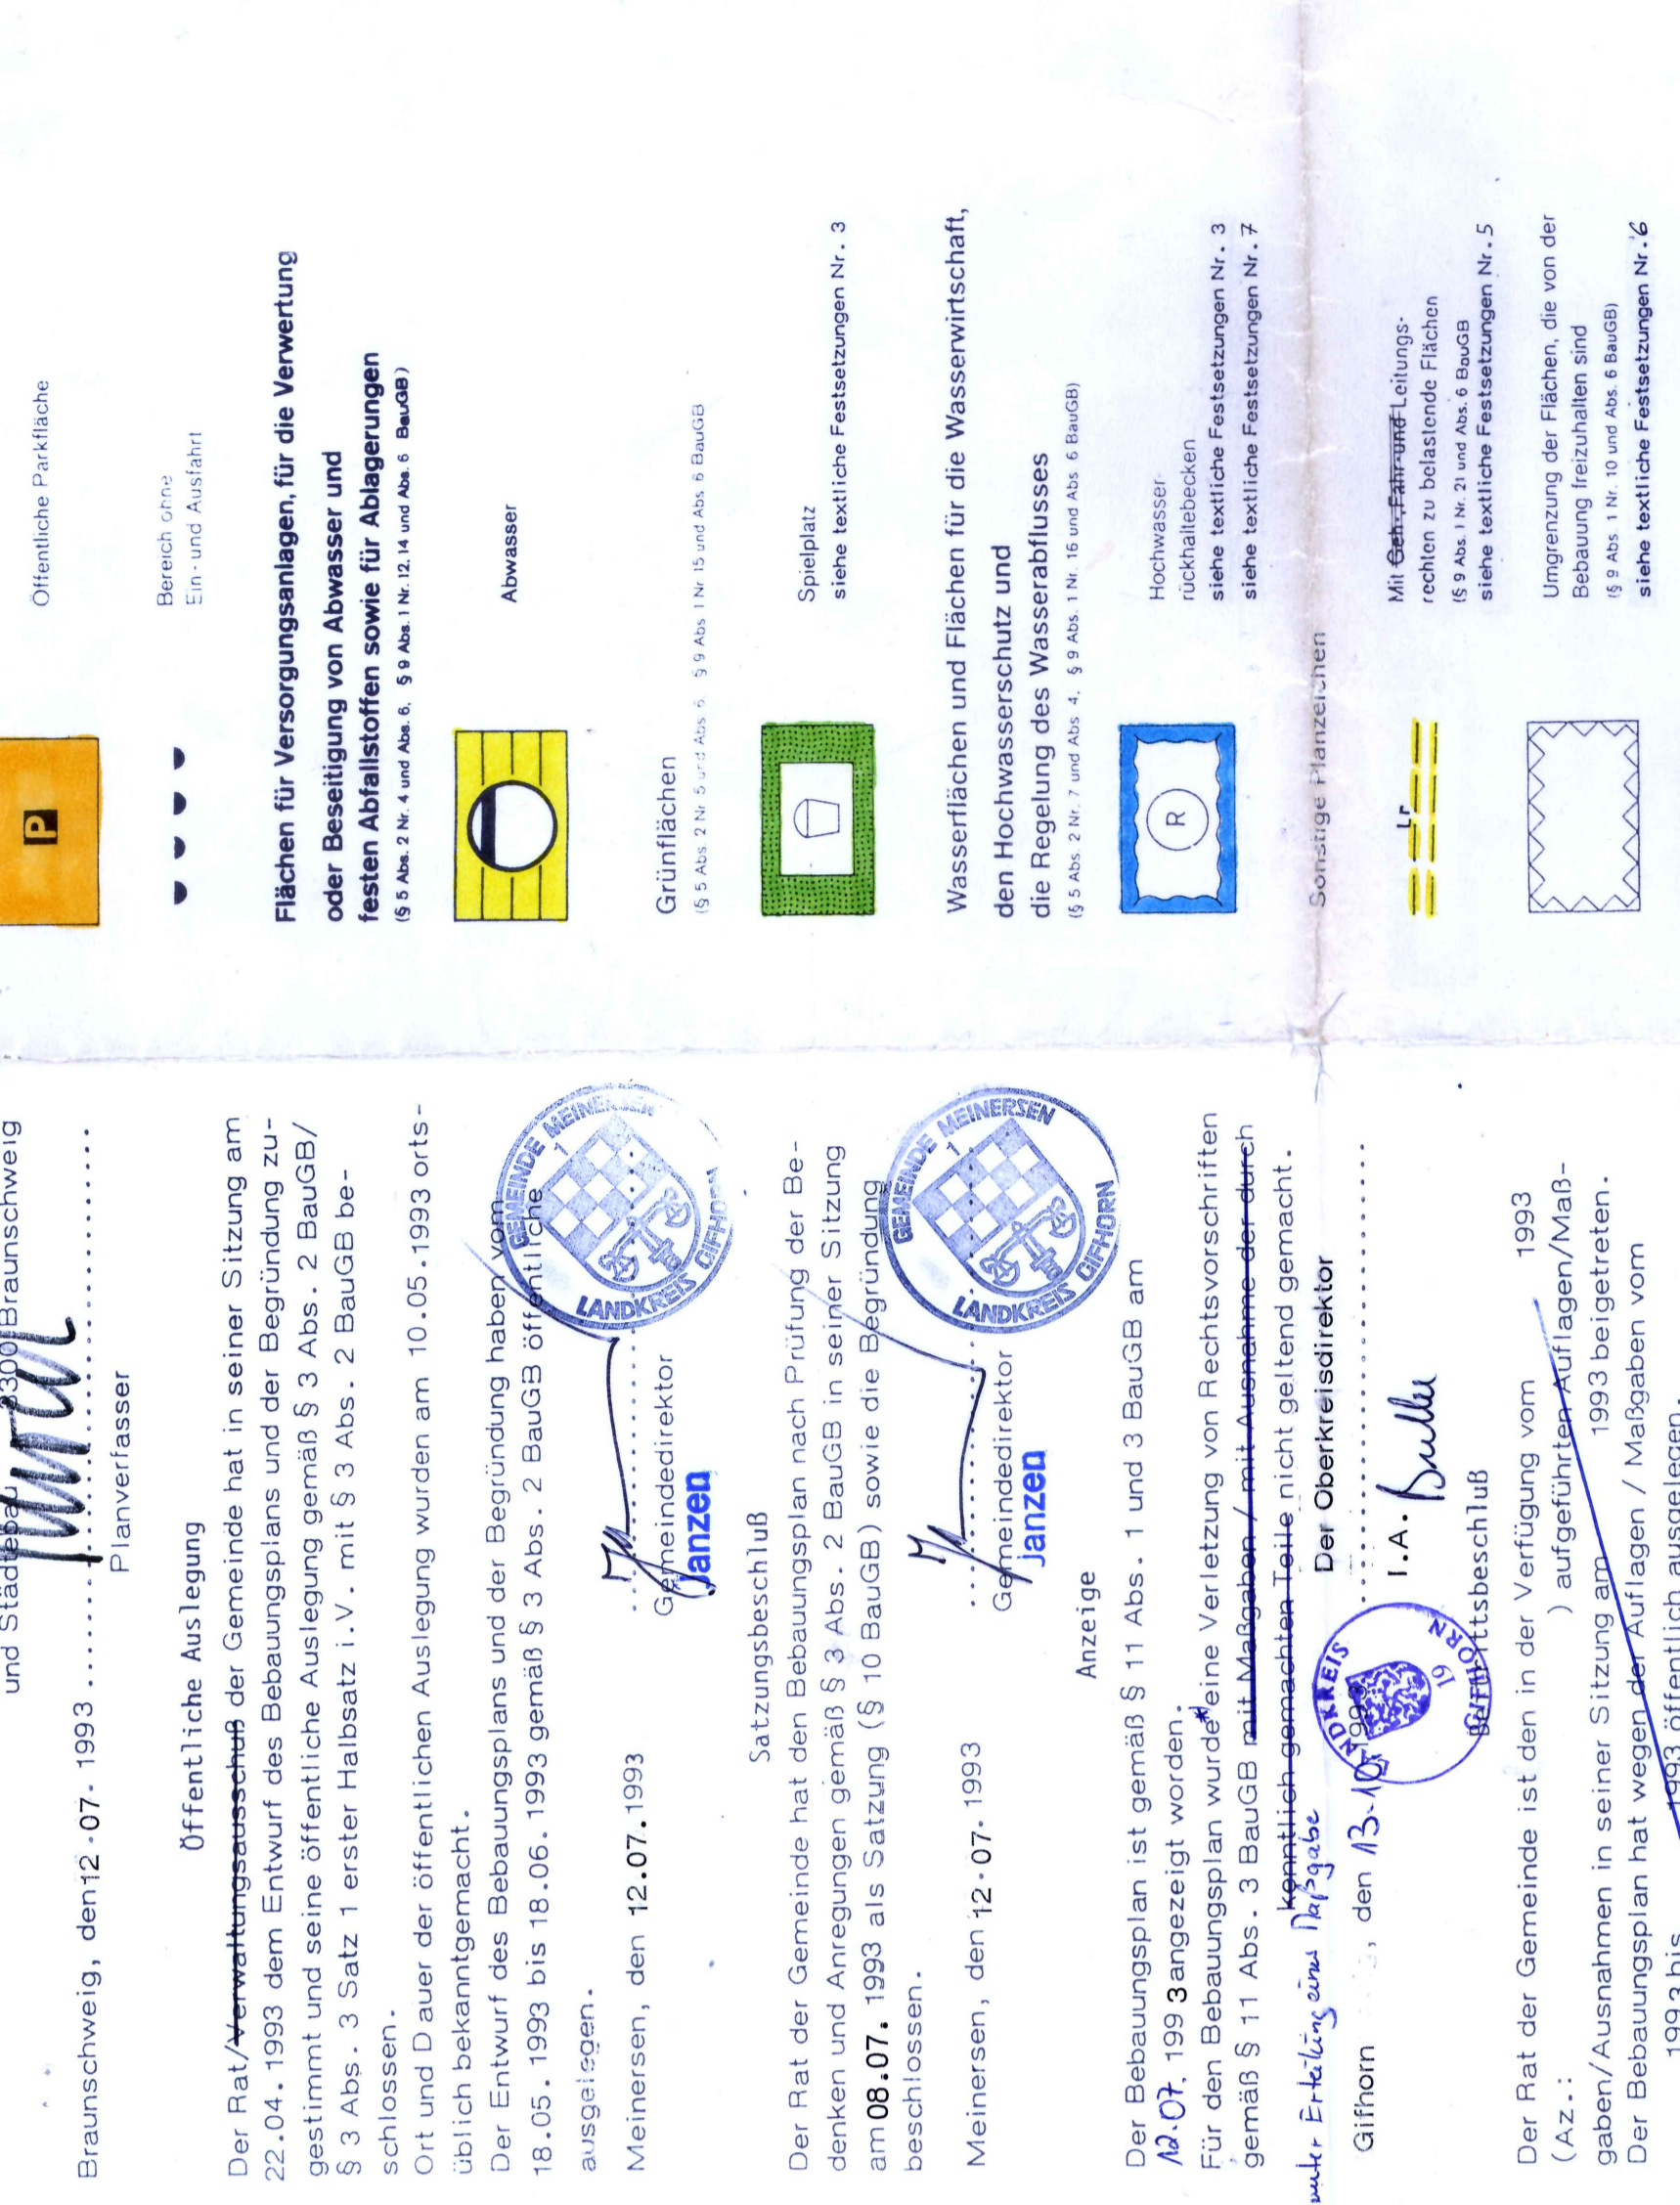 und Städtebau 3300 Braunschweig
Braunschweig, den 12.07.1993
Planverfasser
Öffentliche Auslegung
Der Rat/Verwaltungsausschuß der Gemeinde hat in seiner Sitzung am
22.04.1993 dem Entwurf des Bebauungsplans und der Begründung zu-
gestimmt und seine öffentliche Auslegung gemäß § 3 Abs. 2 BauGB/
§ 3 Abs. 3 Satz 1 erster Halbsatz i.V. mit § 3 Abs. 2 BauGB be-
schlossen.
Ort und Dauer der öffentlichen Auslegung wurden am 10.05.1993 orts-
üblich bekanntgemacht.
Der Entwurf des Bebauungsplans und der Begründung haben vom
18.05.1993 bis 18.06.1993 gemäß § 3 Abs. 2 BauGB öffentliche
ausgelegen.
Meinersen, den 12.07.1993
Gemeindedirektor
Janzen
GEMEINDE MEINERSEN
1
LANDKREIS GIFHORN
Satzungsbeschluß
Der Rat der Gemeinde hat den Bebauungsplan nach Prüfung der Be-
denken und Anregungen gemäß § 3 Abs. 2 BauGB in seiner Sitzung
am 08.07. 1993 als Satzung (§ 10 BauGB) sowie die Begründung
beschlossen.
Meinersen, den 12.07.1993
Gemeindedirektor
Janzen
GEMEINDE MEINERSEN
1
LANDKREIS GIFHORN
Anzeige
Der Bebauungsplan ist gemäß § 11 Abs. 1 und 3 BauGB am
12.07. 1993 angezeigt worden.
Für den Bebauungsplan wurde*) eine Verletzung von Rechtsvorschriften
gemäß § 11 Abs. 3 BauGB mit Maßgaben / mit Ausnahme der durch
kenntlich gemachten Teile nicht geltend gemacht.
unter Erteilung einer Maßgabe
Der Oberkreisdirektor
Gifhorn, den 13.10.1993
I.A.
LANDKREIS
19
GIFHORN
Beitrittsbeschluß
Der Rat der Gemeinde ist den in der Verfügung vom 1993
(Az.: ) aufgeführten Auflagen/Maß-
gaben/Ausnahmen in seiner Sitzung am 1993 beigetreten.
Der Bebauungsplan hat wegen der Auflagen / Maßgaben vom
1993 bis 1993 öffentlich ausgelegen.
P
Öffentliche Parkfläche
Bereich ohne
Ein- und Ausfahrt
Flächen für Versorgungsanlagen, für die Verwertung
oder Beseitigung von Abwasser und
festen Abfallstoffen sowie für Ablagerungen
(§ 5 Abs. 2 Nr. 4 und Abs. 6, § 9 Abs. 1 Nr. 12, 14 und Abs. 6 BauGB)
Abwasser
Grünflächen
(§ 5 Abs. 2 Nr. 5 und Abs. 6, § 9 Abs. 1 Nr. 15 und Abs. 6 BauGB
Spielplatz
siehe textliche Festsetzungen Nr. 3
Wasserflächen und Flächen für die Wasserwirtschaft,
den Hochwasserschutz und
die Regelung des Wasserabflusses
(§ 5 Abs. 2 Nr. 7 und Abs. 4, § 9 Abs. 1 Nr. 16 und Abs. 6 BauGB)
R
Hochwasser-
rückhaltebecken
siehe textliche Festsetzungen Nr. 3
siehe textliche Festsetzungen Nr. 7
Sonstige Planzeichen
Lr
Mit Geh-, Fahr-und Leitungs-
rechten zu belastende Flächen
(§ 9 Abs. 1 Nr. 21 und Abs. 6 BauGB
siehe textliche Festsetzungen Nr. 5
Umgrenzung der Flächen, die von der
Bebauung freizuhalten sind
(§ 9 Abs. 1 Nr. 10 und Abs. 6 BauGB)
siehe textliche Festsetzungen Nr. 6